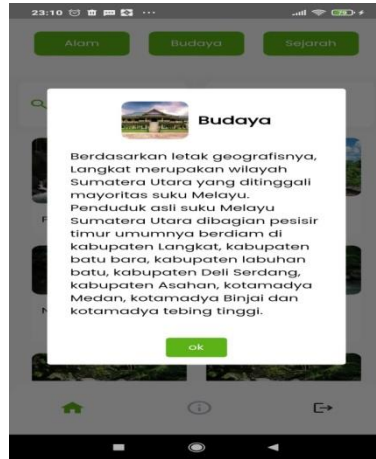 23:10
Alam Budaya Sejarah
Budaya
Berdasarkan letak geografisnya,
Langkat merupakan wilayah
Sumatera Utara yang ditinggali
mayoritas suku Melayu.
Penduduk asli suku Melayu
Sumatera Utara dibagian pesisir
timur umumnya berdiam di
kabupaten Langkat, kabupaten
batu bara, kabupaten labuhan
batu, kabupaten Deli Serdang,
kabupaten Asahan, kotamadya
Medan, kotamadya Binjai dan
kotamadya tebing tinggi.
ok